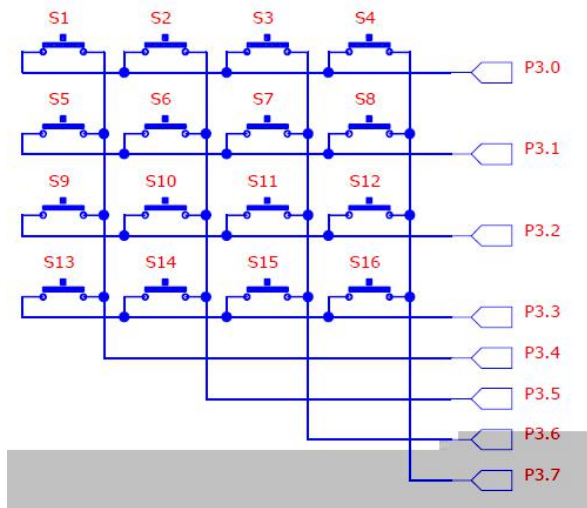 S1 S2 S3 S4
P3.0
S5 S6 S7 S8
P3.1
S9 S10 S11 S12
P3.2
S13 S14 S15 S16
P3.3
P3.4
P3.5
P3.6
P3.7